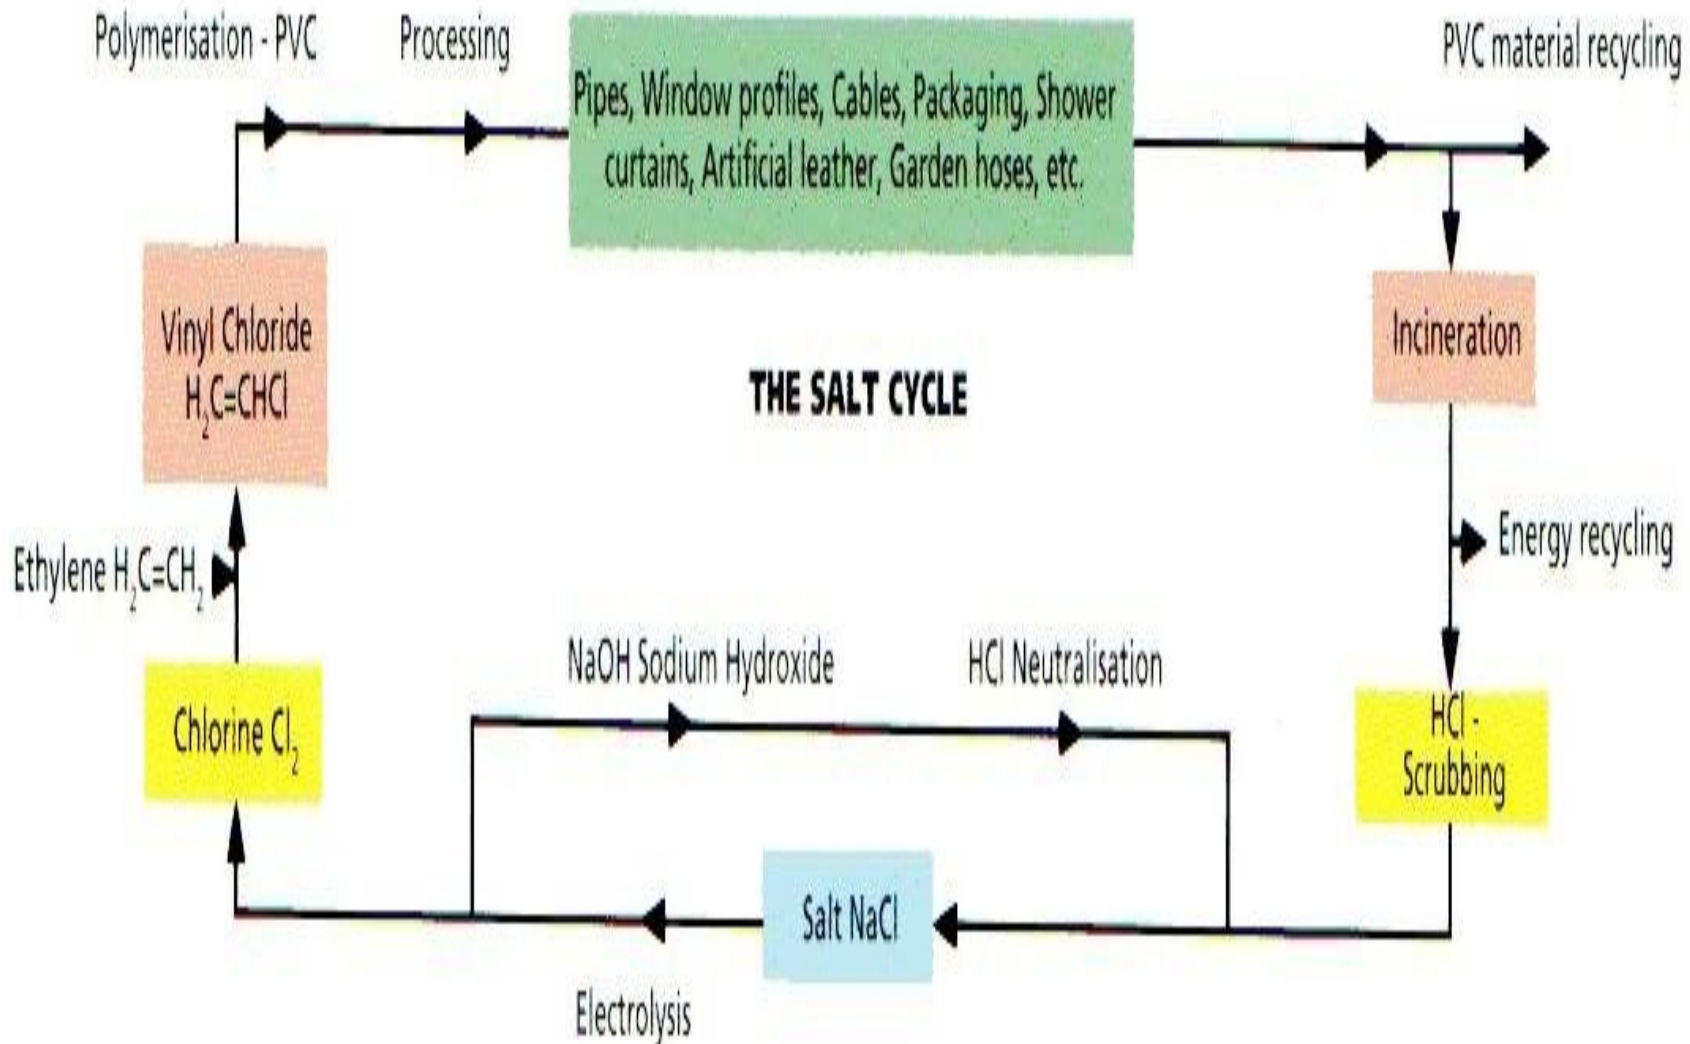 Polymerisation - PVC
Processing
PVC material recycling
Pipes, Window profiles, Cables, Packaging, Shower
curtains, Artificial leather, Garden hoses, etc.
Vinyl Chloride
H₂C=CHCl
Incineration
THE SALT CYCLE
Ethylene H₂C=CH₂
Energy recycling
NaOH Sodium Hydroxide
HCl Neutralisation
Chlorine Cl₂
HCl -
Scrubbing
Salt NaCl
Electrolysis